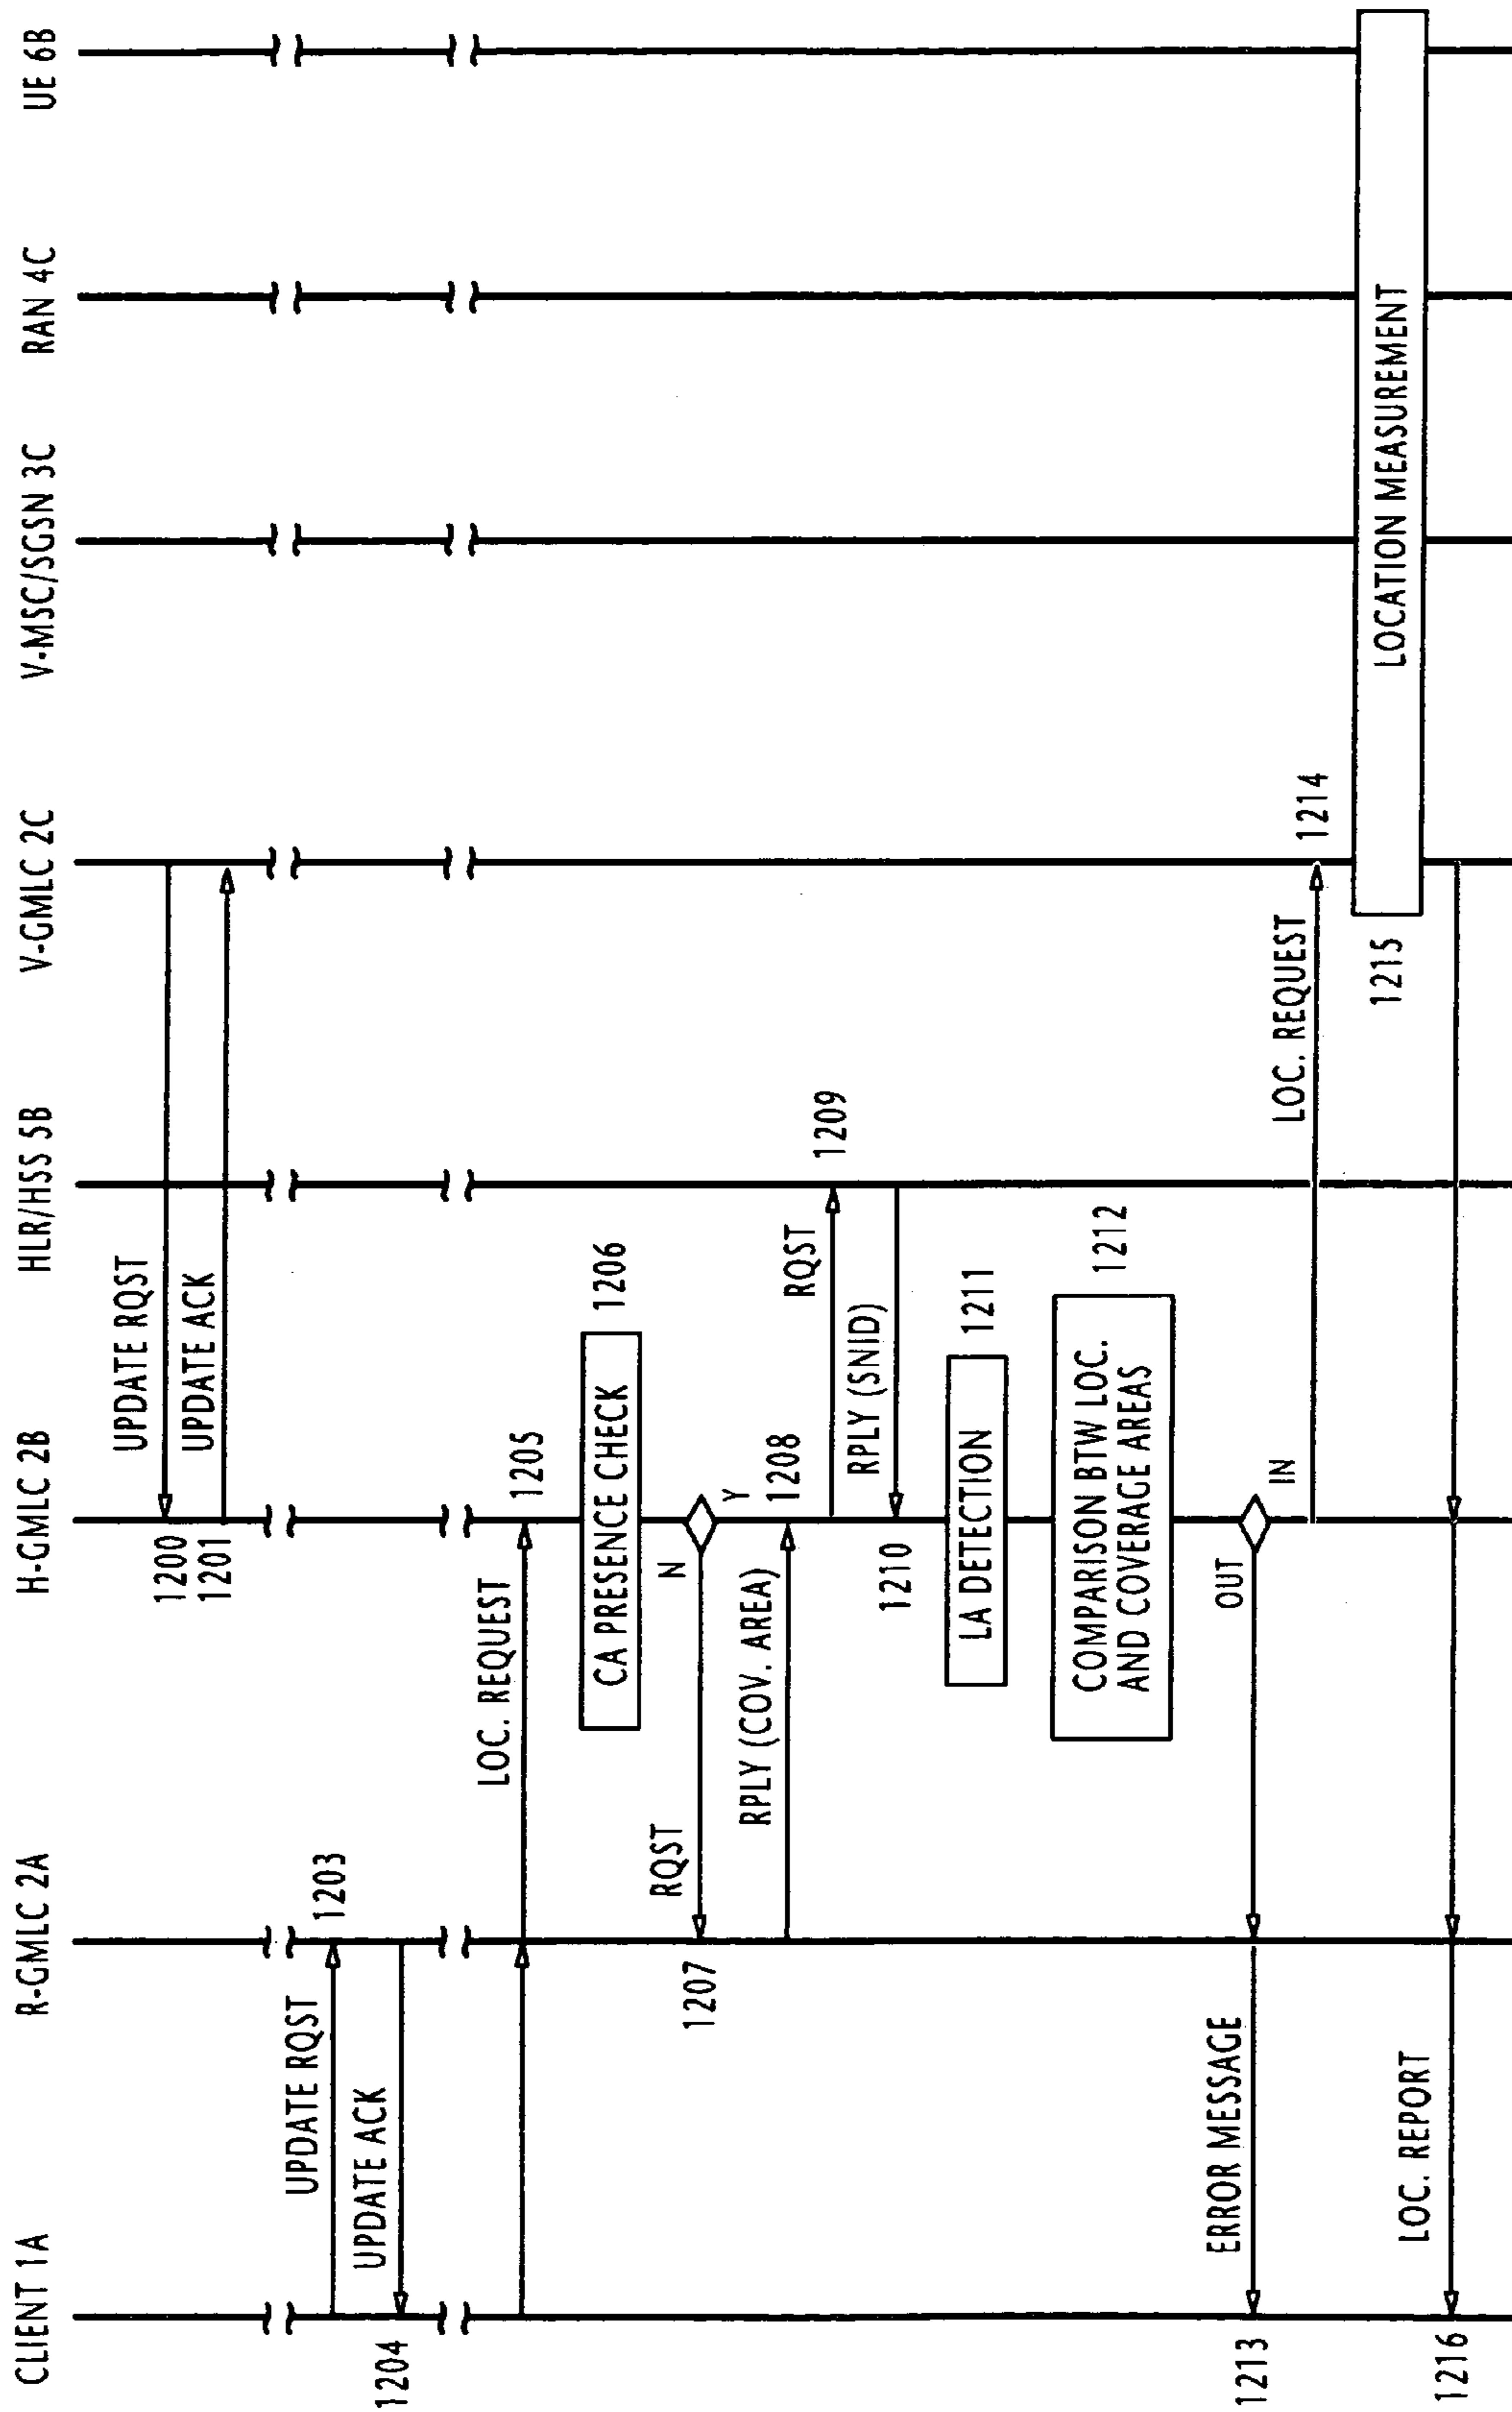 CLIENT 1A
R-GMLC 2A
H-GMLC 2B
HLR/HSS 5B
V-GMLC 2C
V-MSC/SGSN 3C
RAN 4C
UE 6B
UPDATE RQST
1200
UPDATE ACK
1201
UPDATE RQST
1203
UPDATE ACK
1204
LOC. REQUEST
1205
CA PRESENCE CHECK
1206
N
Y
RQST
1207
RPLY (COV. AREA)
1208
RQST
1209
RPLY (SNID)
1210
LA DETECTION
1211
COMPARISON BTW LOC.
AND COVERAGE AREAS
1212
OUT
IN
ERROR MESSAGE
1213
LOC. REQUEST
1214
LOCATION MEASUREMENT
1215
LOC. REPORT
1216